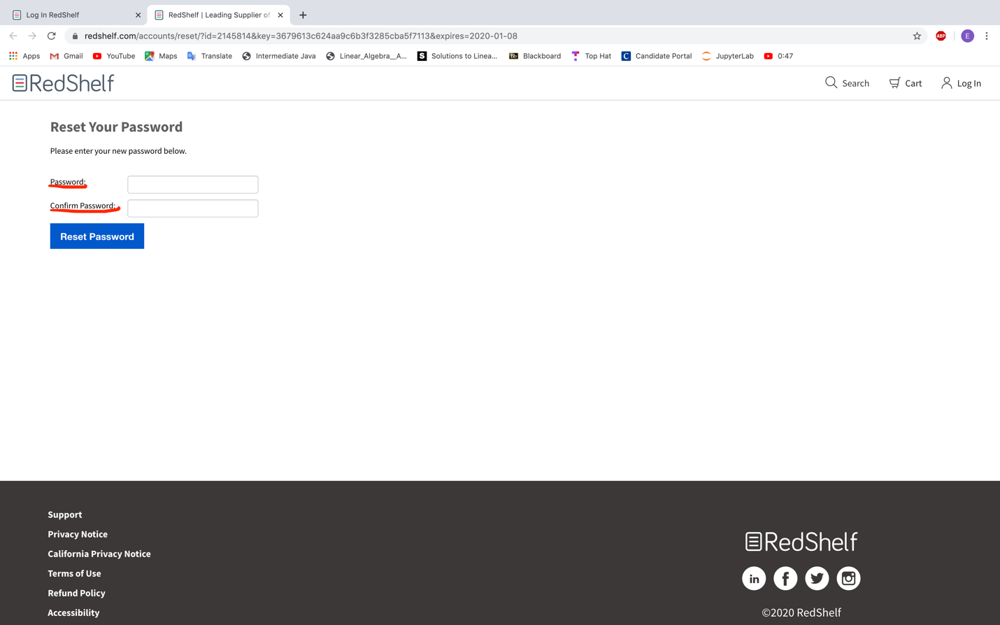 Log In RedShelf
RedShelf | Leading Supplier of
redshelf.com/accounts/reset/?id=2145814&key=3679613c624aa9c6b3f3285cba5f7113&expires=2020-01-08
ABP
E
Apps Gmail YouTube Maps Translate Intermediate Java Linear_Algebra__A... S Solutions to Linea... Bb Blackboard Top Hat C Candidate Portal JupyterLab 0:47
RedShelf
Search Cart Log In
Reset Your Password
Please enter your new password below.
Password:
Confirm Password:
Reset Password
Support
Privacy Notice
California Privacy Notice
Terms of Use
Refund Policy
Accessibility
RedShelf
in f
©2020 RedShelf